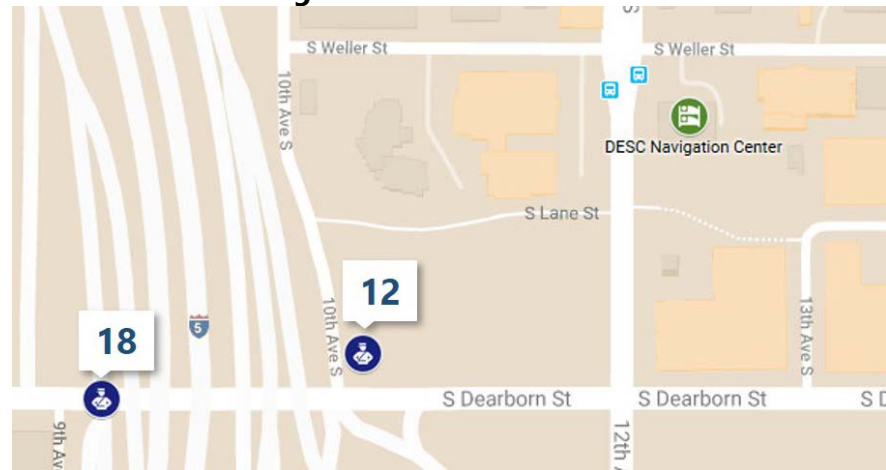 S Weller St
S Weller St
10th Ave S
DESC Navigation Center
S Lane St
12
10th Ave S
13th Ave S
5
18
S Dearborn St
S Dearborn St
9th Av
12th